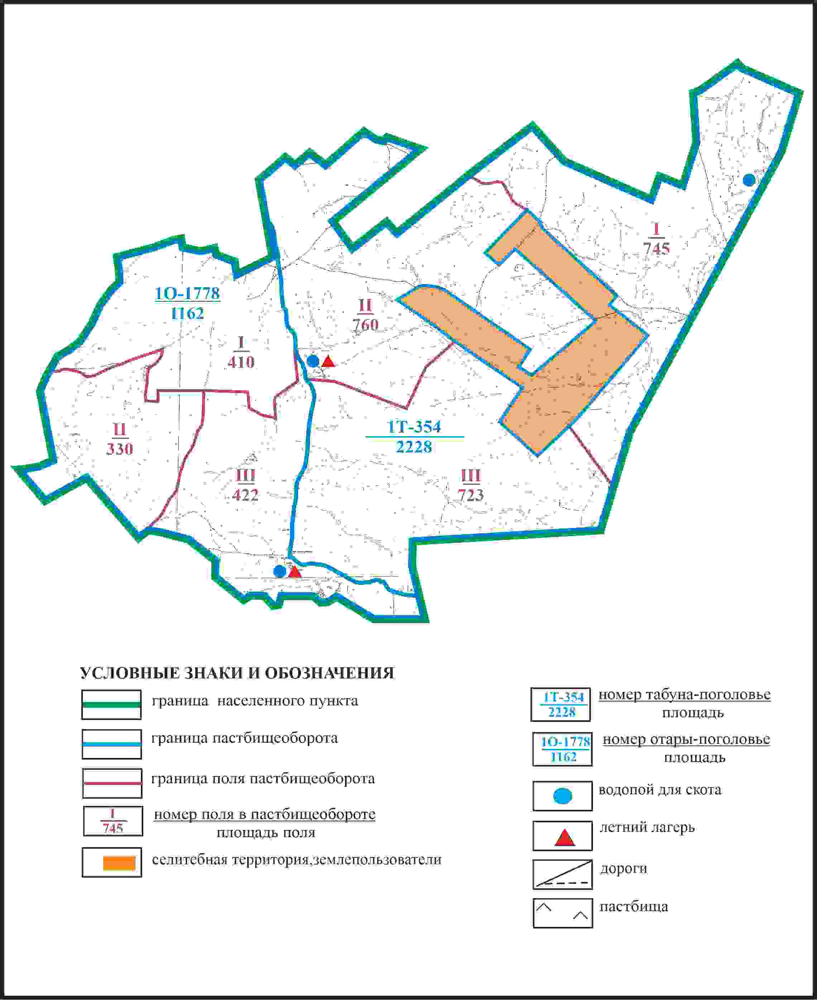 I
745
1О-1778
1162
II
760
I
410
1Т-354
2228
II
330
III
422
III
723
УСЛОВНЫЕ ЗНАКИ И ОБОЗНАЧЕНИЯ
граница населенного пункта
граница пастбищеоборота
граница поля пастбищеоборота
I
745
номер поля в пастбищеобороте
площадь поля
селитебная территория,землепользователи
1Т-354
2228
номер табуна-поголовье
площадь
1О-1778
1162
номер отары-поголовье
площадь
водопой для скота
летний лагерь
дороги
пастбища